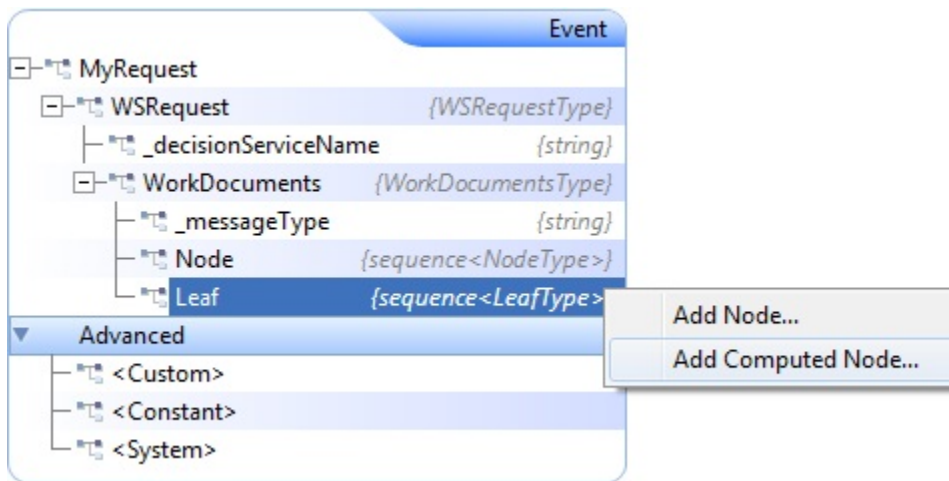 Event
MyRequest
WSRequest {WSRequestType}
_decisionServiceName {string}
WorkDocuments {WorkDocumentsType}
_messageType {string}
Node {sequence<NodeType>}
Leaf {sequence<LeafType>
Add Node...
Advanced
Add Computed Node...
<Custom>
<Constant>
<System>